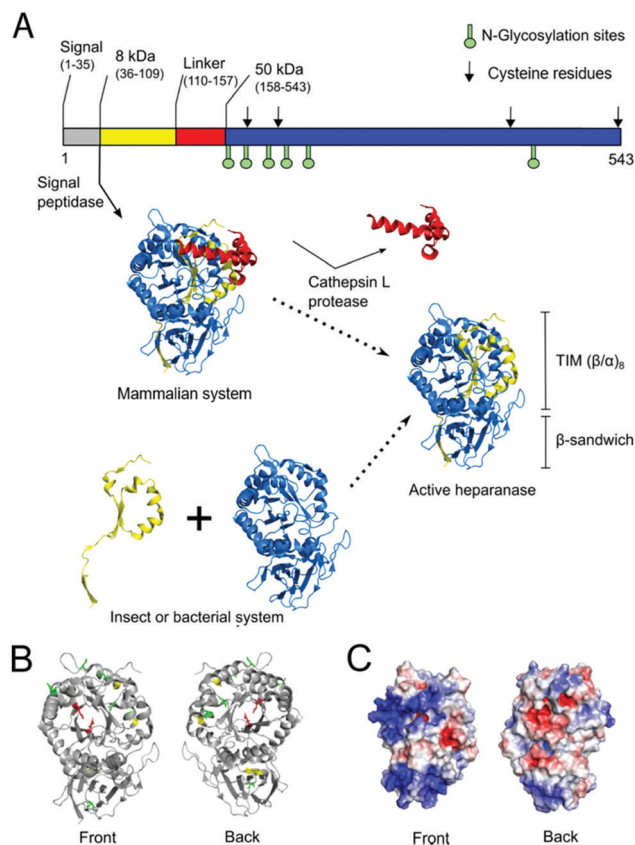 A
Signal
(1-35)
8 kDa
(36-109)
Linker
(110-157)
50 kDa
(158-543)
N-Glycosylation sites
Cysteine residues
1
543
Signal
peptidase
Cathepsin L
protease
Mammalian system
TIM (β/α)8
β-sandwich
Active heparanase
+
Insect or bacterial system
B
C
Front
Back
Front
Back